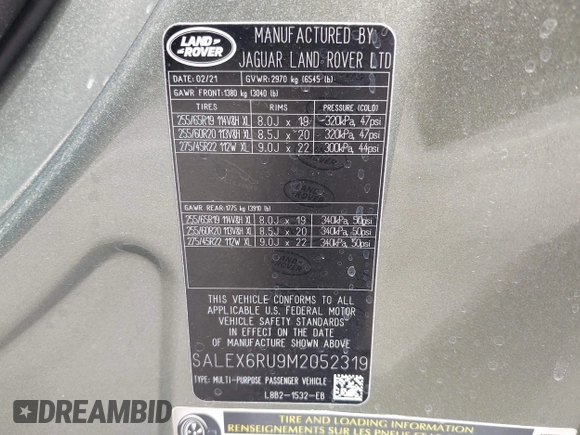 LAND
ROVER
MANUFACTURED BY
JAGUAR LAND ROVER LTD
DATE: 02/21 GVWR: 2970 kg (6545 lb)
GAWR FRONT: 1380 kg (3040 lb)
TIRES RIMS PRESSURE (COLD)
255/65R19 114V&H XL 8.0J x 19 320kPa, 47psi
255/60R20 113V&H XL 8.5J x 20 320kPa, 47psi
275/45R22 112W XL 9.0J x 22 300kPa, 44psi
GAWR REAR: 1775 kg (3910 lb)
255/65R19 114V&H XL 8.0J x 19 340kPa, 50psi
255/60R20 113V&H XL 8.5J x 20 340kPa, 50psi
275/45R22 112W XL 9.0J x 22 340kPa, 50psi
THIS VEHICLE CONFORMS TO ALL
APPLICABLE U.S. FEDERAL MOTOR
VEHICLE SAFETY STANDARDS
IN EFFECT ON THE DATE OF
MANUFACTURE SHOWN ABOVE
SALEX6RU9M2052319
TYPE: MULTI-PURPOSE PASSENGER VEHICLE
L8B2-1532-EB
TIRE AND LOADING INFORMATION
RENSEIGNEMENTS SUR LES PNEUS ET
DREAMBID